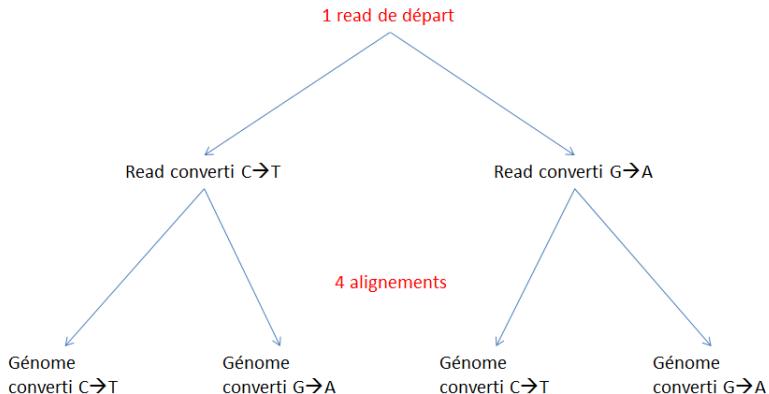 1 read de départ
Read converti C→T
Read converti G→A
4 alignements
Génome
converti C→T
Génome
converti G→A
Génome
converti C→T
Génome
converti G→A